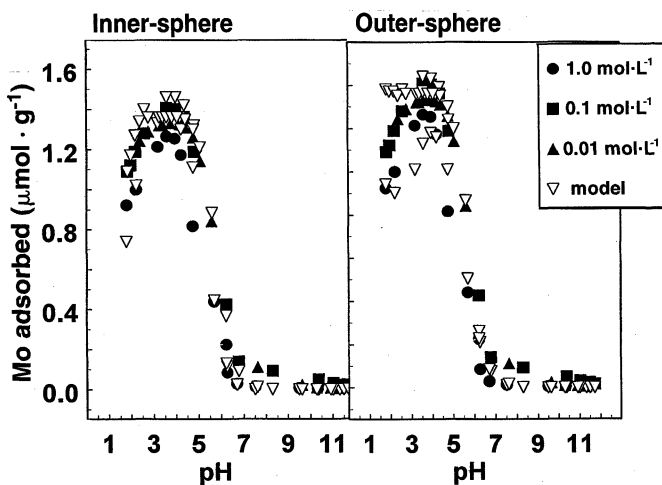 Inner-sphere
Outer-sphere
Mo adsorbed (μmol · g⁻¹)
1.6
1.2
0.8
0.4
0.0
1 3 5 7 9 11
pH
1 3 5 7 9 11
pH
1.0 mol·L⁻¹
0.1 mol·L⁻¹
0.01 mol·L⁻¹
model